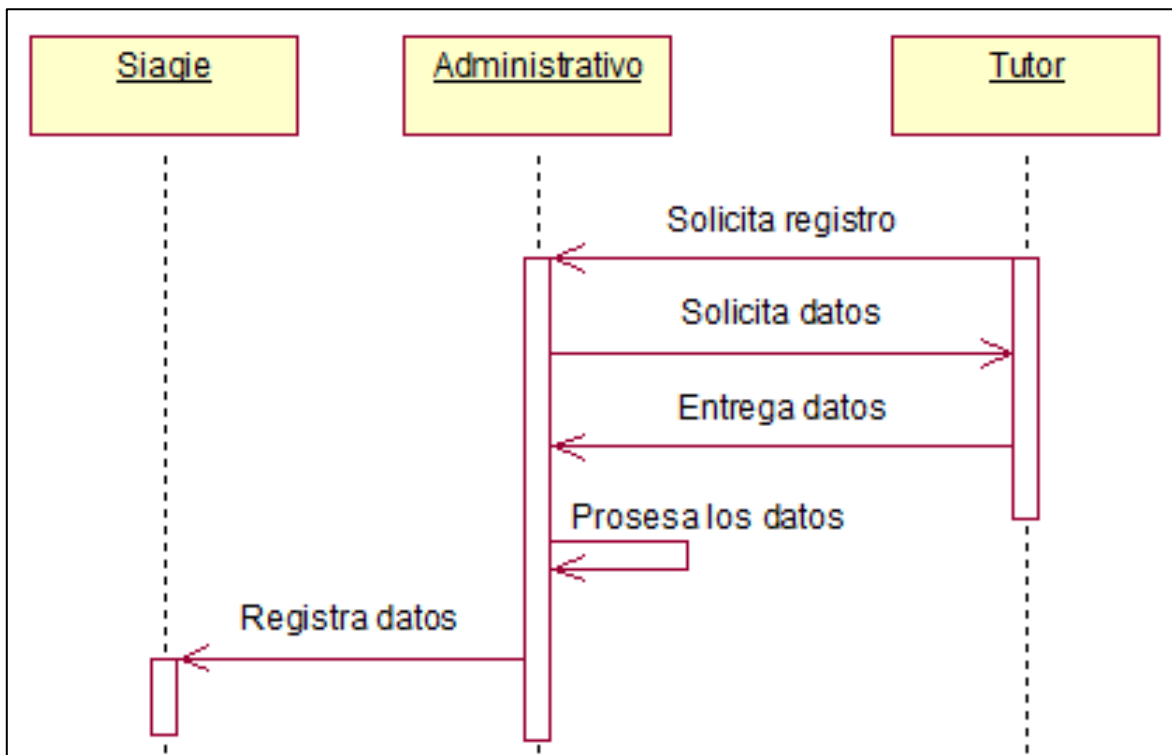 Siagie
Administrativo
Tutor
Solicita registro
Solicita datos
Entrega datos
Prosesa los datos
Registra datos